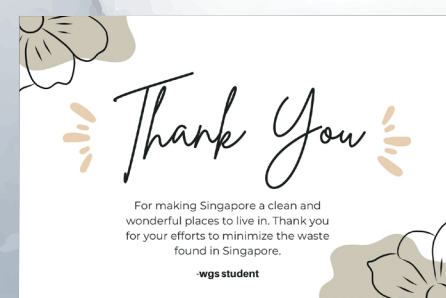 Thank You
For making Singapore a clean and
wonderful places to live in. Thank you
for your efforts to minimize the waste
found in Singapore.
-wgs student